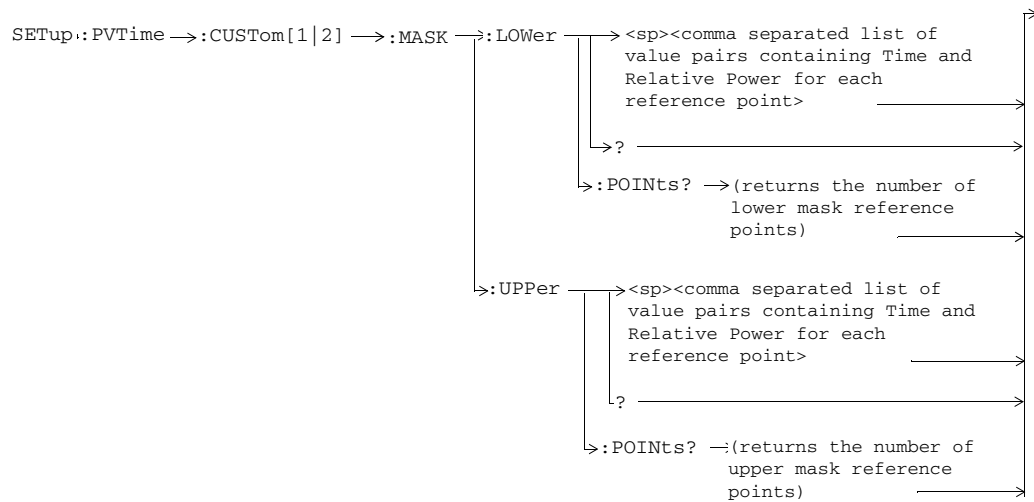 SETup:PVTime :CUSTom[1|2] :MASK :LOWer <sp><comma separated list of
value pairs containing Time and
Relative Power for each
reference point>
?
:POINts? (returns the number of
lower mask reference
points)
:UPPer <sp><comma separated list of
value pairs containing Time and
Relative Power for each
reference point>
?
:POINts? (returns the number of
upper mask reference
points)